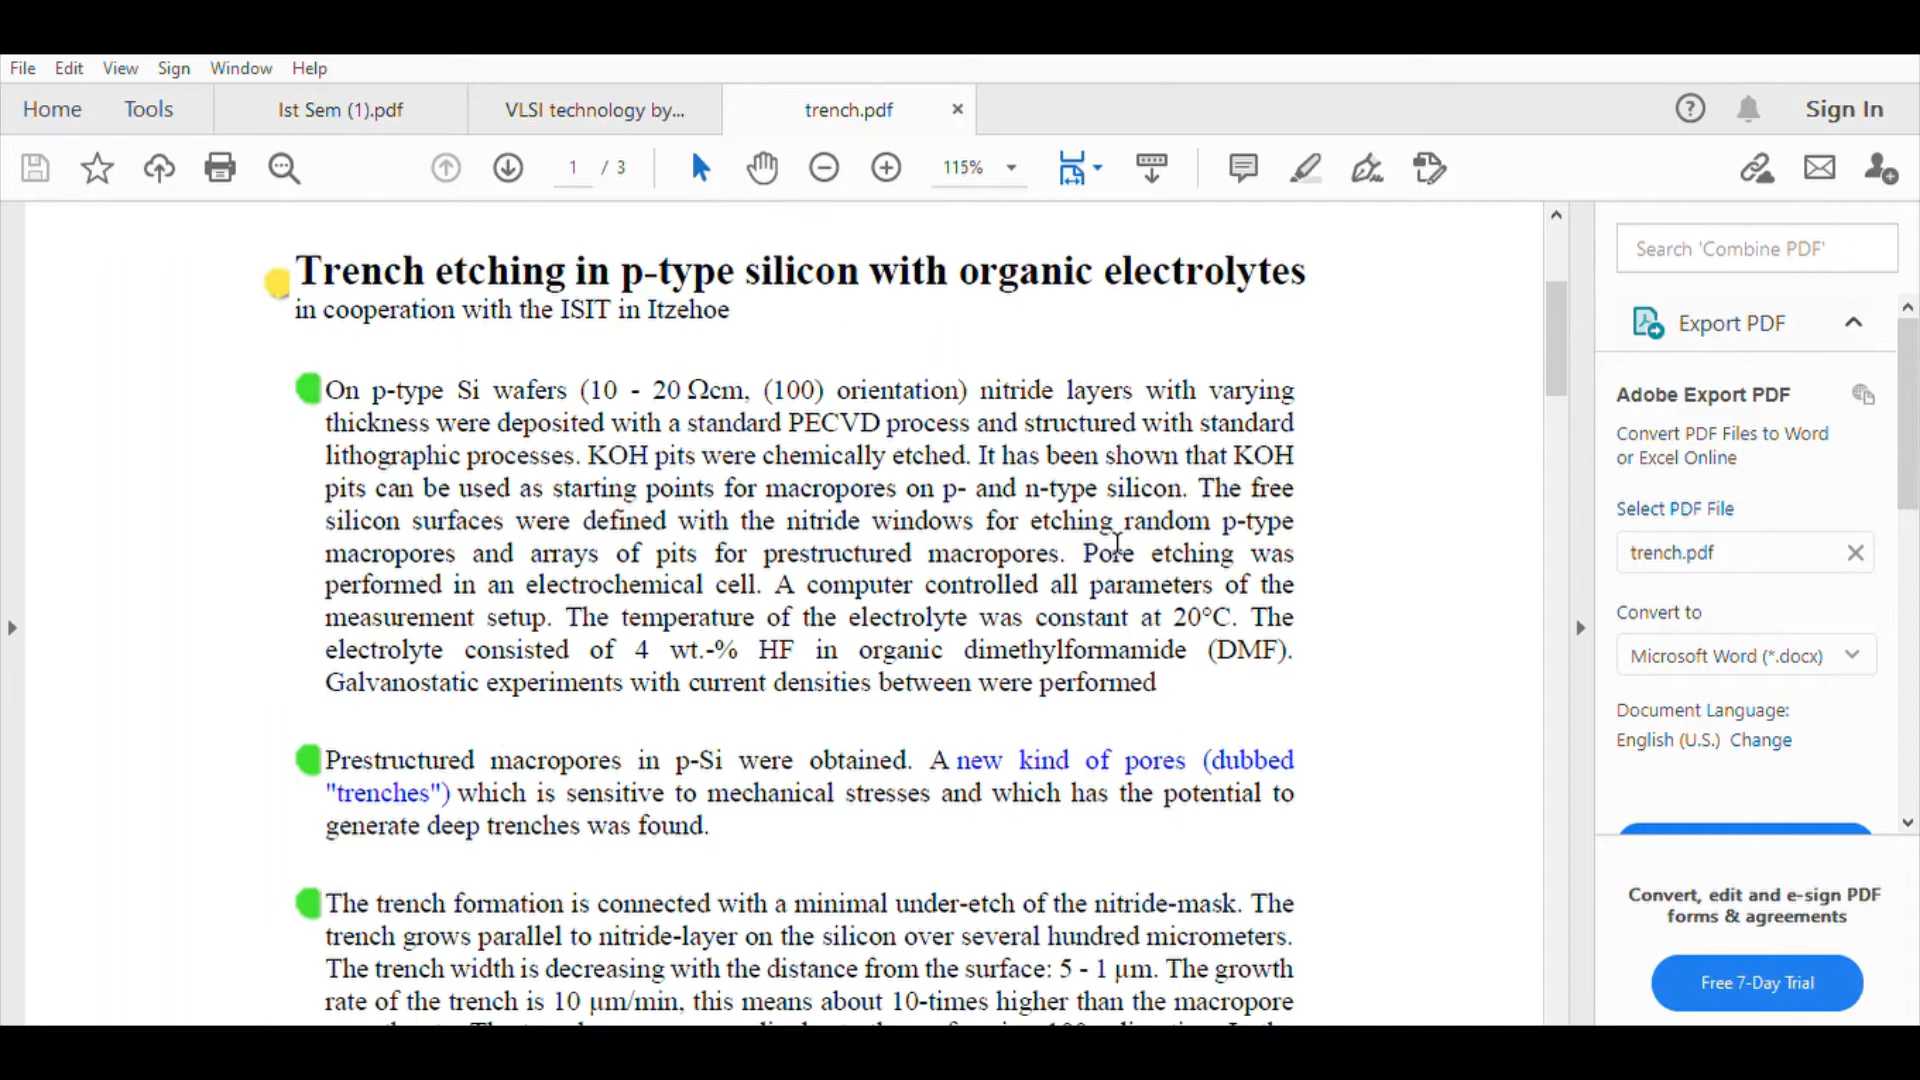 File Edit View Sign Window Help
Home Tools Ist Sem (1).pdf VLSI technology by... trench.pdf Sign In
1 / 3 115%
Trench etching in p-type silicon with organic electrolytes
in cooperation with the ISIT in Itzehoe
On p-type Si wafers (10 - 20 Ωcm, (100) orientation) nitride layers with varying
thickness were deposited with a standard PECVD process and structured with standard
lithographic processes. KOH pits were chemically etched. It has been shown that KOH
pits can be used as starting points for macropores on p- and n-type silicon. The free
silicon surfaces were defined with the nitride windows for etching random p-type
macropores and arrays of pits for prestructured macropores. Pore etching was
performed in an electrochemical cell. A computer controlled all parameters of the
measurement setup. The temperature of the electrolyte was constant at 20°C. The
electrolyte consisted of 4 wt.-% HF in organic dimethylformamide (DMF).
Galvanostatic experiments with current densities between were performed
Prestructured macropores in p-Si were obtained. A new kind of pores (dubbed
"trenches") which is sensitive to mechanical stresses and which has the potential to
generate deep trenches was found.
The trench formation is connected with a minimal under-etch of the nitride-mask. The
trench grows parallel to nitride-layer on the silicon over several hundred micrometers.
The trench width is decreasing with the distance from the surface: 5 - 1 µm. The growth
rate of the trench is 10 µm/min, this means about 10-times higher than the macropore
Search 'Combine PDF'
Export PDF
Adobe Export PDF
Convert PDF Files to Word
or Excel Online
Select PDF File
trench.pdf
Convert to
Microsoft Word (*.docx)
Document Language:
English (U.S.) Change
Convert, edit and e-sign PDF
forms & agreements
Free 7-Day Trial